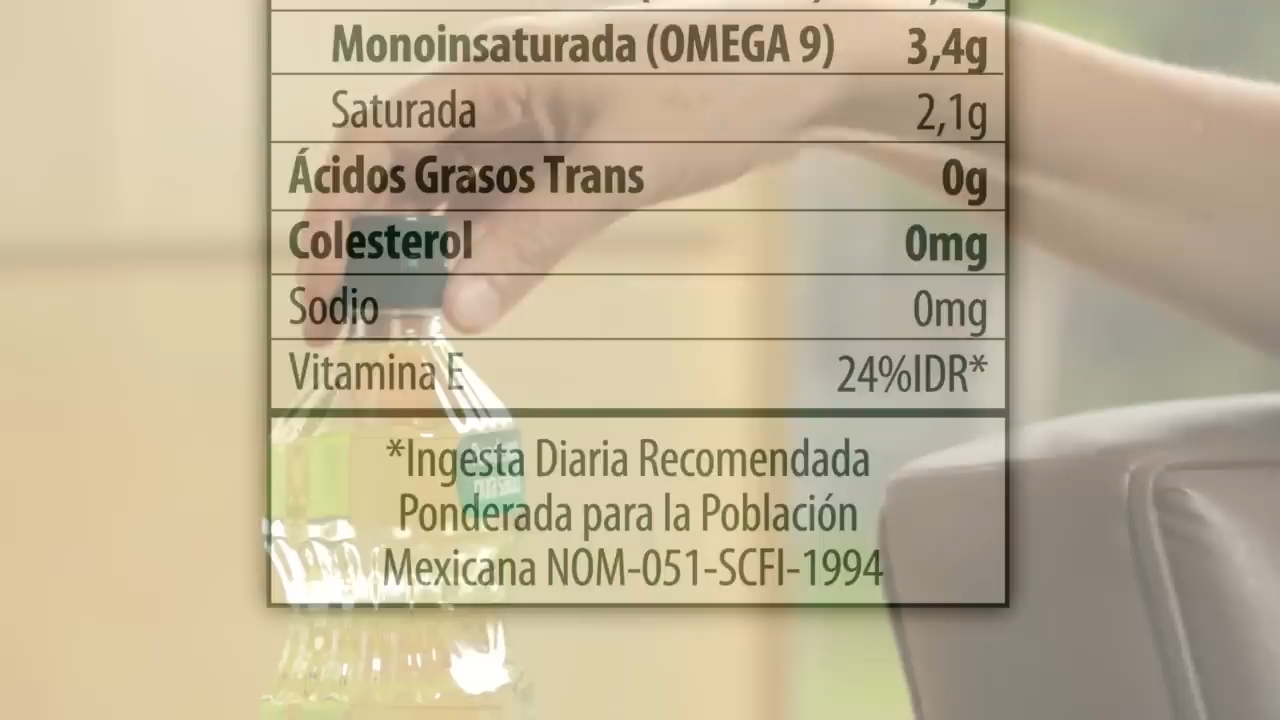 Monoinsaturada (OMEGA 9) 3,4g
Saturada 2,1g
Ácidos Grasos Trans 0g
Colesterol 0mg
Sodio 0mg
Vitamina E 24%IDR*
*Ingesta Diaria Recomendada
Ponderada para la Población
Mexicana NOM-051-SCFI-1994